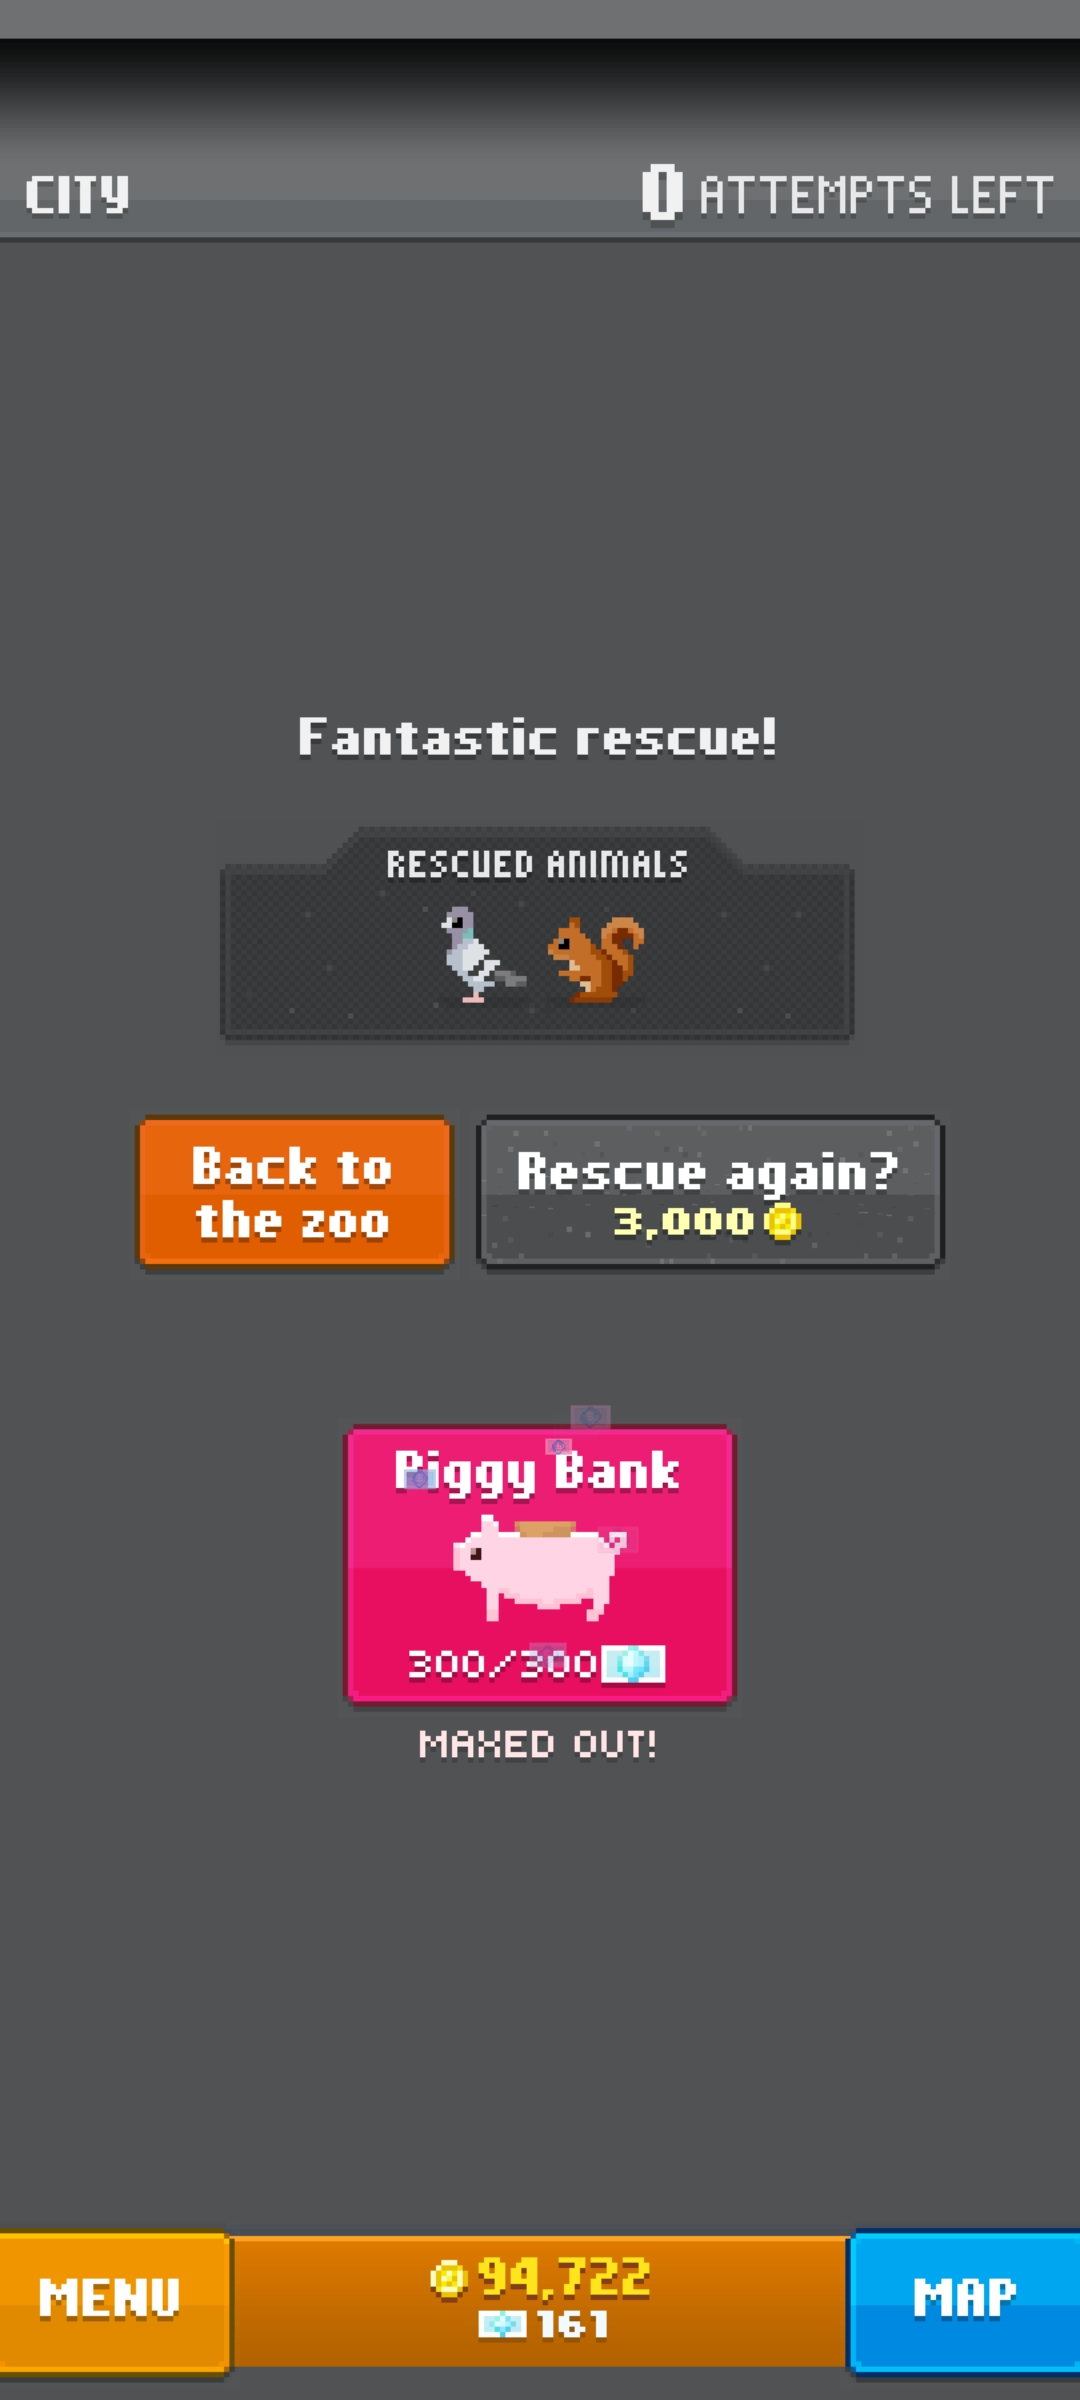 CITY
0 ATTEMPTS LEFT
Fantastic rescue!
RESCUED ANIMALS
Back to
the zoo
Rescue again?
3,000
Piggy Bank
300/300
MAXED OUT!
MENU
94,722
161
MAP